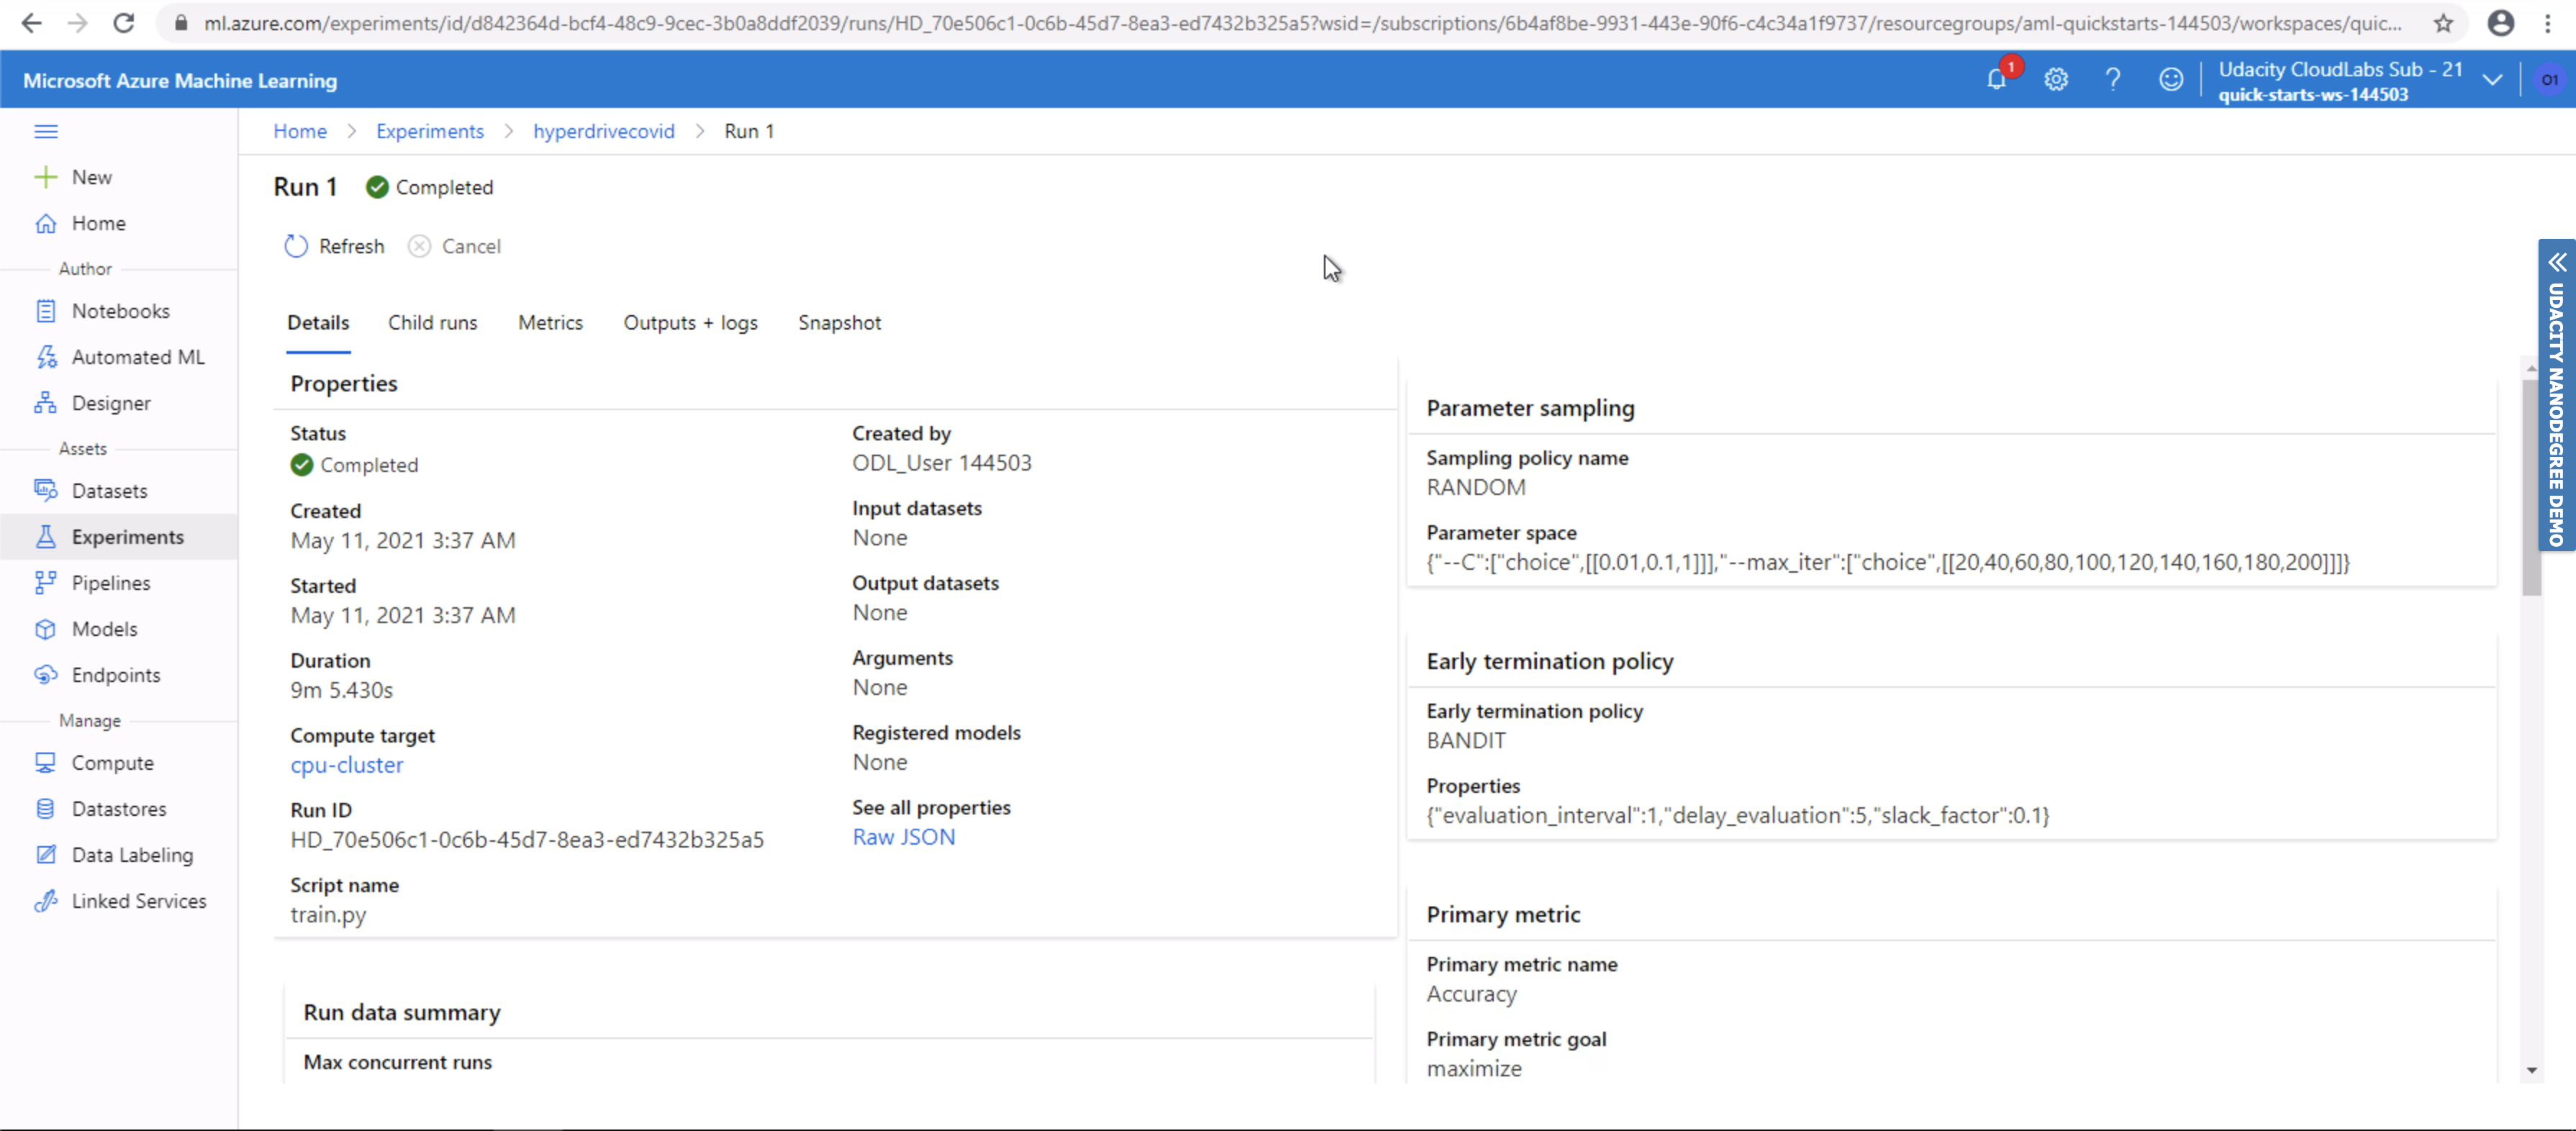 ml.azure.com/experiments/id/d842364d-bcf4-48c9-9cec-3b0a8ddf2039/runs/HD_70e506c1-0c6b-45d7-8ea3-ed7432b325a5?wsid=/subscriptions/6b4af8be-9931-443e-90f6-c4c34a1f9737/resourcegroups/aml-quickstarts-144503/workspaces/quic...
Microsoft Azure Machine Learning
1
Udacity CloudLabs Sub - 21
quick-starts-ws-144503
O1
Home > Experiments > hyperdrivecovid > Run 1
New
Home
Author
Notebooks
Automated ML
Designer
Assets
Datasets
Experiments
Pipelines
Models
Endpoints
Manage
Compute
Datastores
Data Labeling
Linked Services
Run 1 Completed
Refresh Cancel
Details Child runs Metrics Outputs + logs Snapshot
Properties
Status
Completed
Created
May 11, 2021 3:37 AM
Started
May 11, 2021 3:37 AM
Duration
9m 5.430s
Compute target
cpu-cluster
Run ID
HD_70e506c1-0c6b-45d7-8ea3-ed7432b325a5
Script name
train.py
Created by
ODL_User 144503
Input datasets
None
Output datasets
None
Arguments
None
Registered models
None
See all properties
Raw JSON
Run data summary
Max concurrent runs
Parameter sampling
Sampling policy name
RANDOM
Parameter space
{"--C":["choice",[[0.01,0.1,1]]],"--max_iter":["choice",[[20,40,60,80,100,120,140,160,180,200]]]}
Early termination policy
Early termination policy
BANDIT
Properties
{"evaluation_interval":1,"delay_evaluation":5,"slack_factor":0.1}
Primary metric
Primary metric name
Accuracy
Primary metric goal
maximize
UDACITY NANODEGREE DEMO